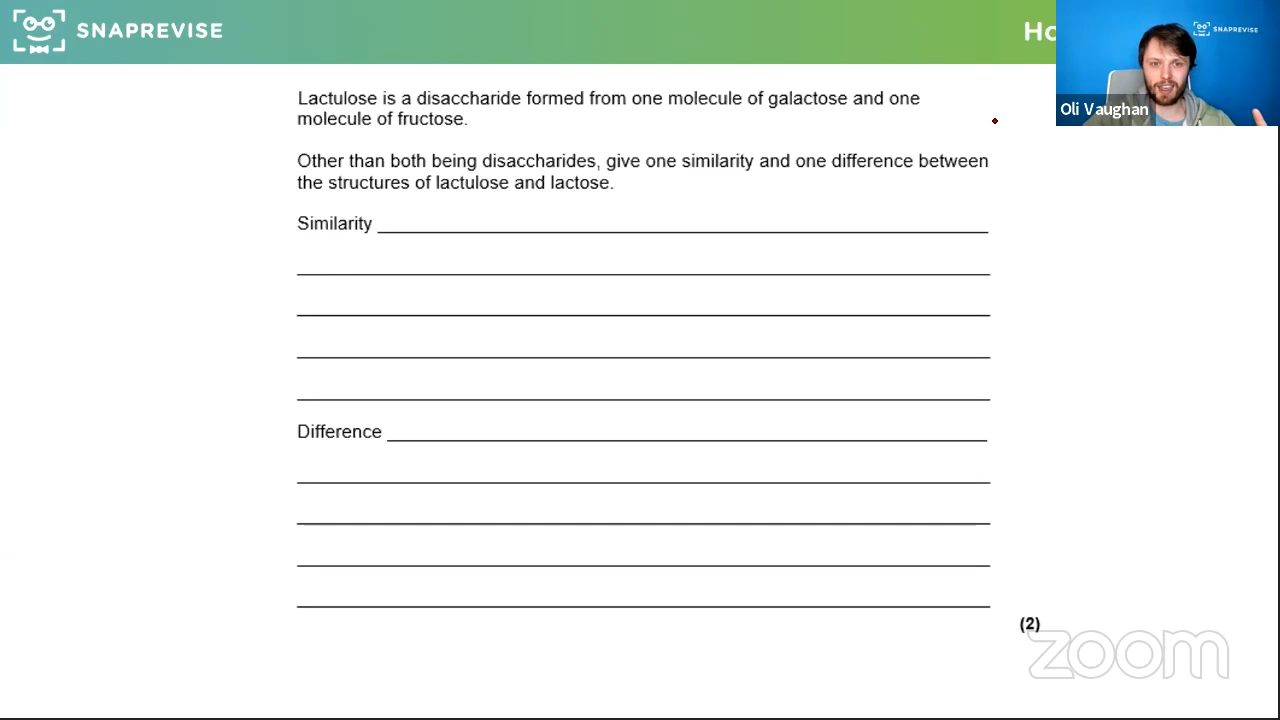 SNAPREVISE
Ho
SNAPREVISE
Oli Vaughan
Lactulose is a disaccharide formed from one molecule of galactose and one
molecule of fructose.
Other than both being disaccharides, give one similarity and one difference between
the structures of lactulose and lactose.
Similarity
Difference
(2)
zoom